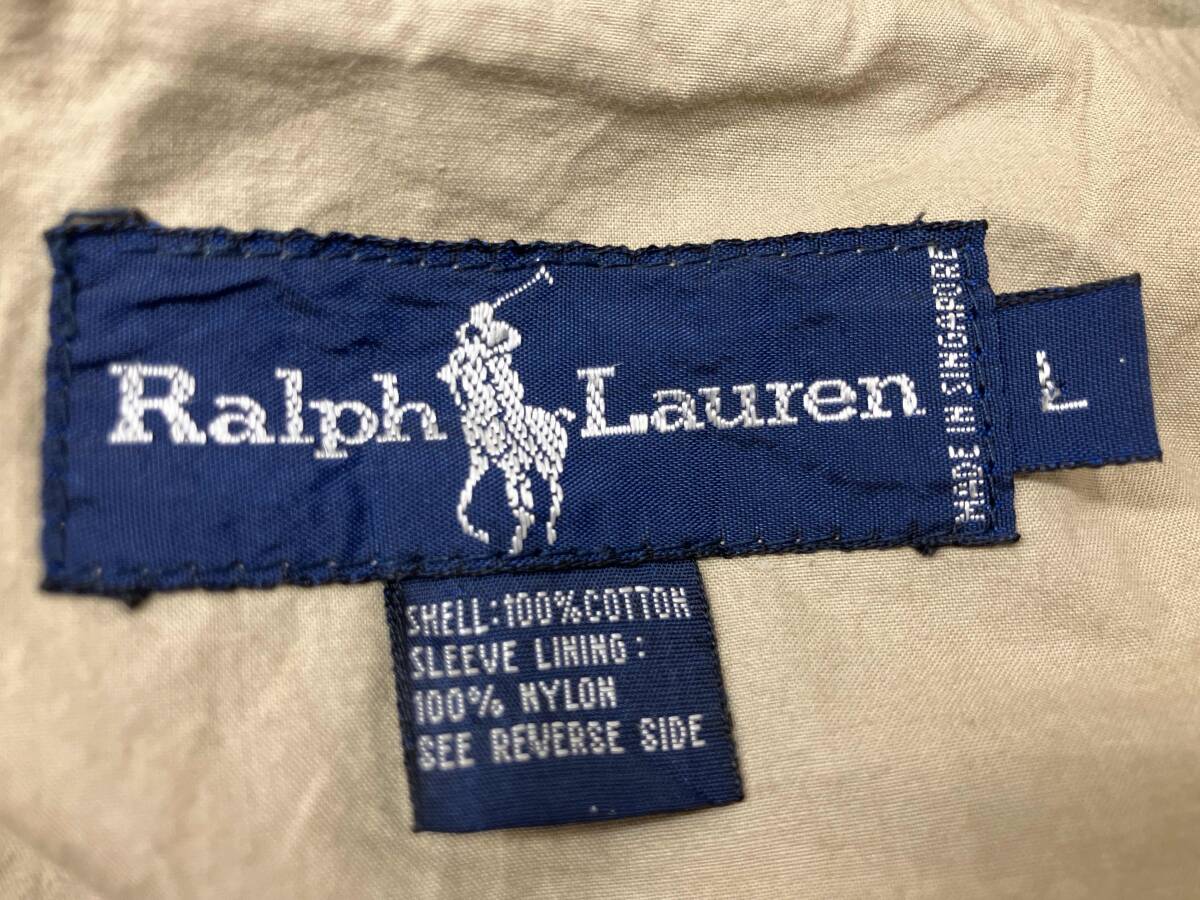 Ralph Lauren
MADE IN SINGAPORE
L
SHELL:100%COTTON
SLEEVE LINING:
100% NYLON
SEE REVERSE SIDE